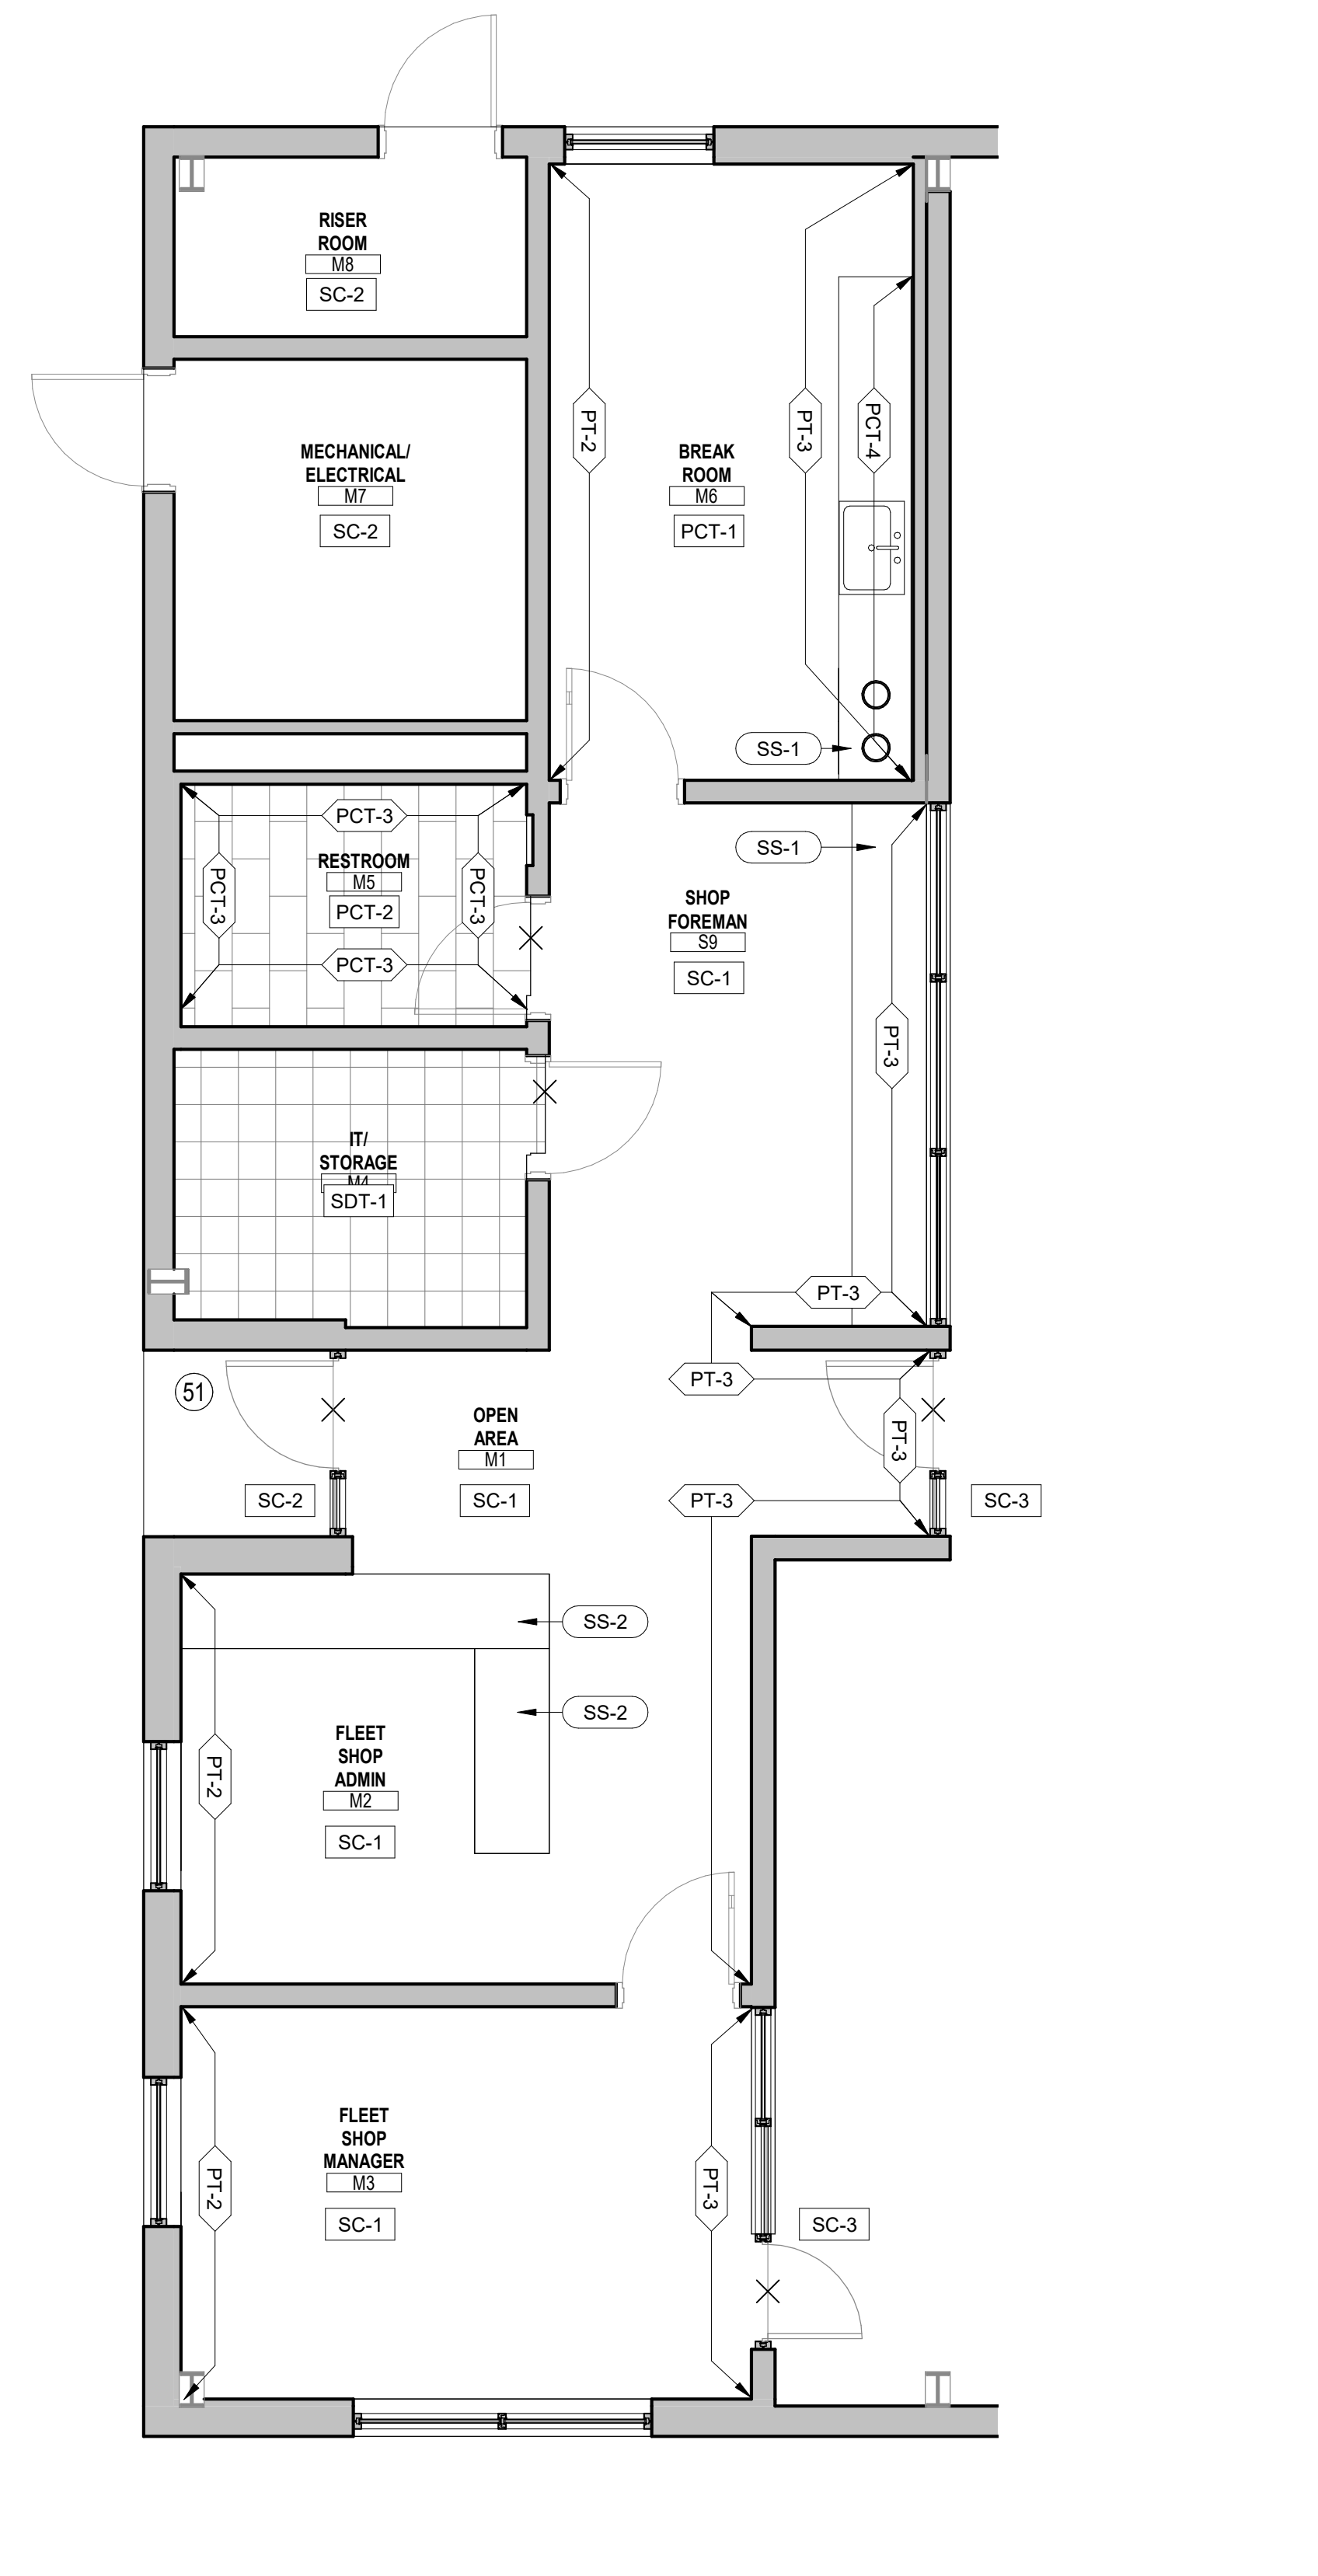 RISER
ROOM
M8
SC-2
MECHANICAL/
ELECTRICAL
M7
SC-2
PT-2
PT-3
PCT-4
BREAK
ROOM
M6
PCT-1
SS-1
PCT-3
RESTROOM
M5
PCT-2
PCT-3
PCT-3
PCT-3
SS-1
SHOP
FOREMAN
S9
SC-1
PT-3
IT/
STORAGE
M4
SDT-1
PT-3
PT-3
51
OPEN
AREA
M1
SC-1
SC-2
PT-3
PT-3
SC-3
SS-2
SS-2
FLEET
SHOP
ADMIN
M2
SC-1
PT-2
FLEET
SHOP
MANAGER
M3
SC-1
PT-2
PT-3
SC-3